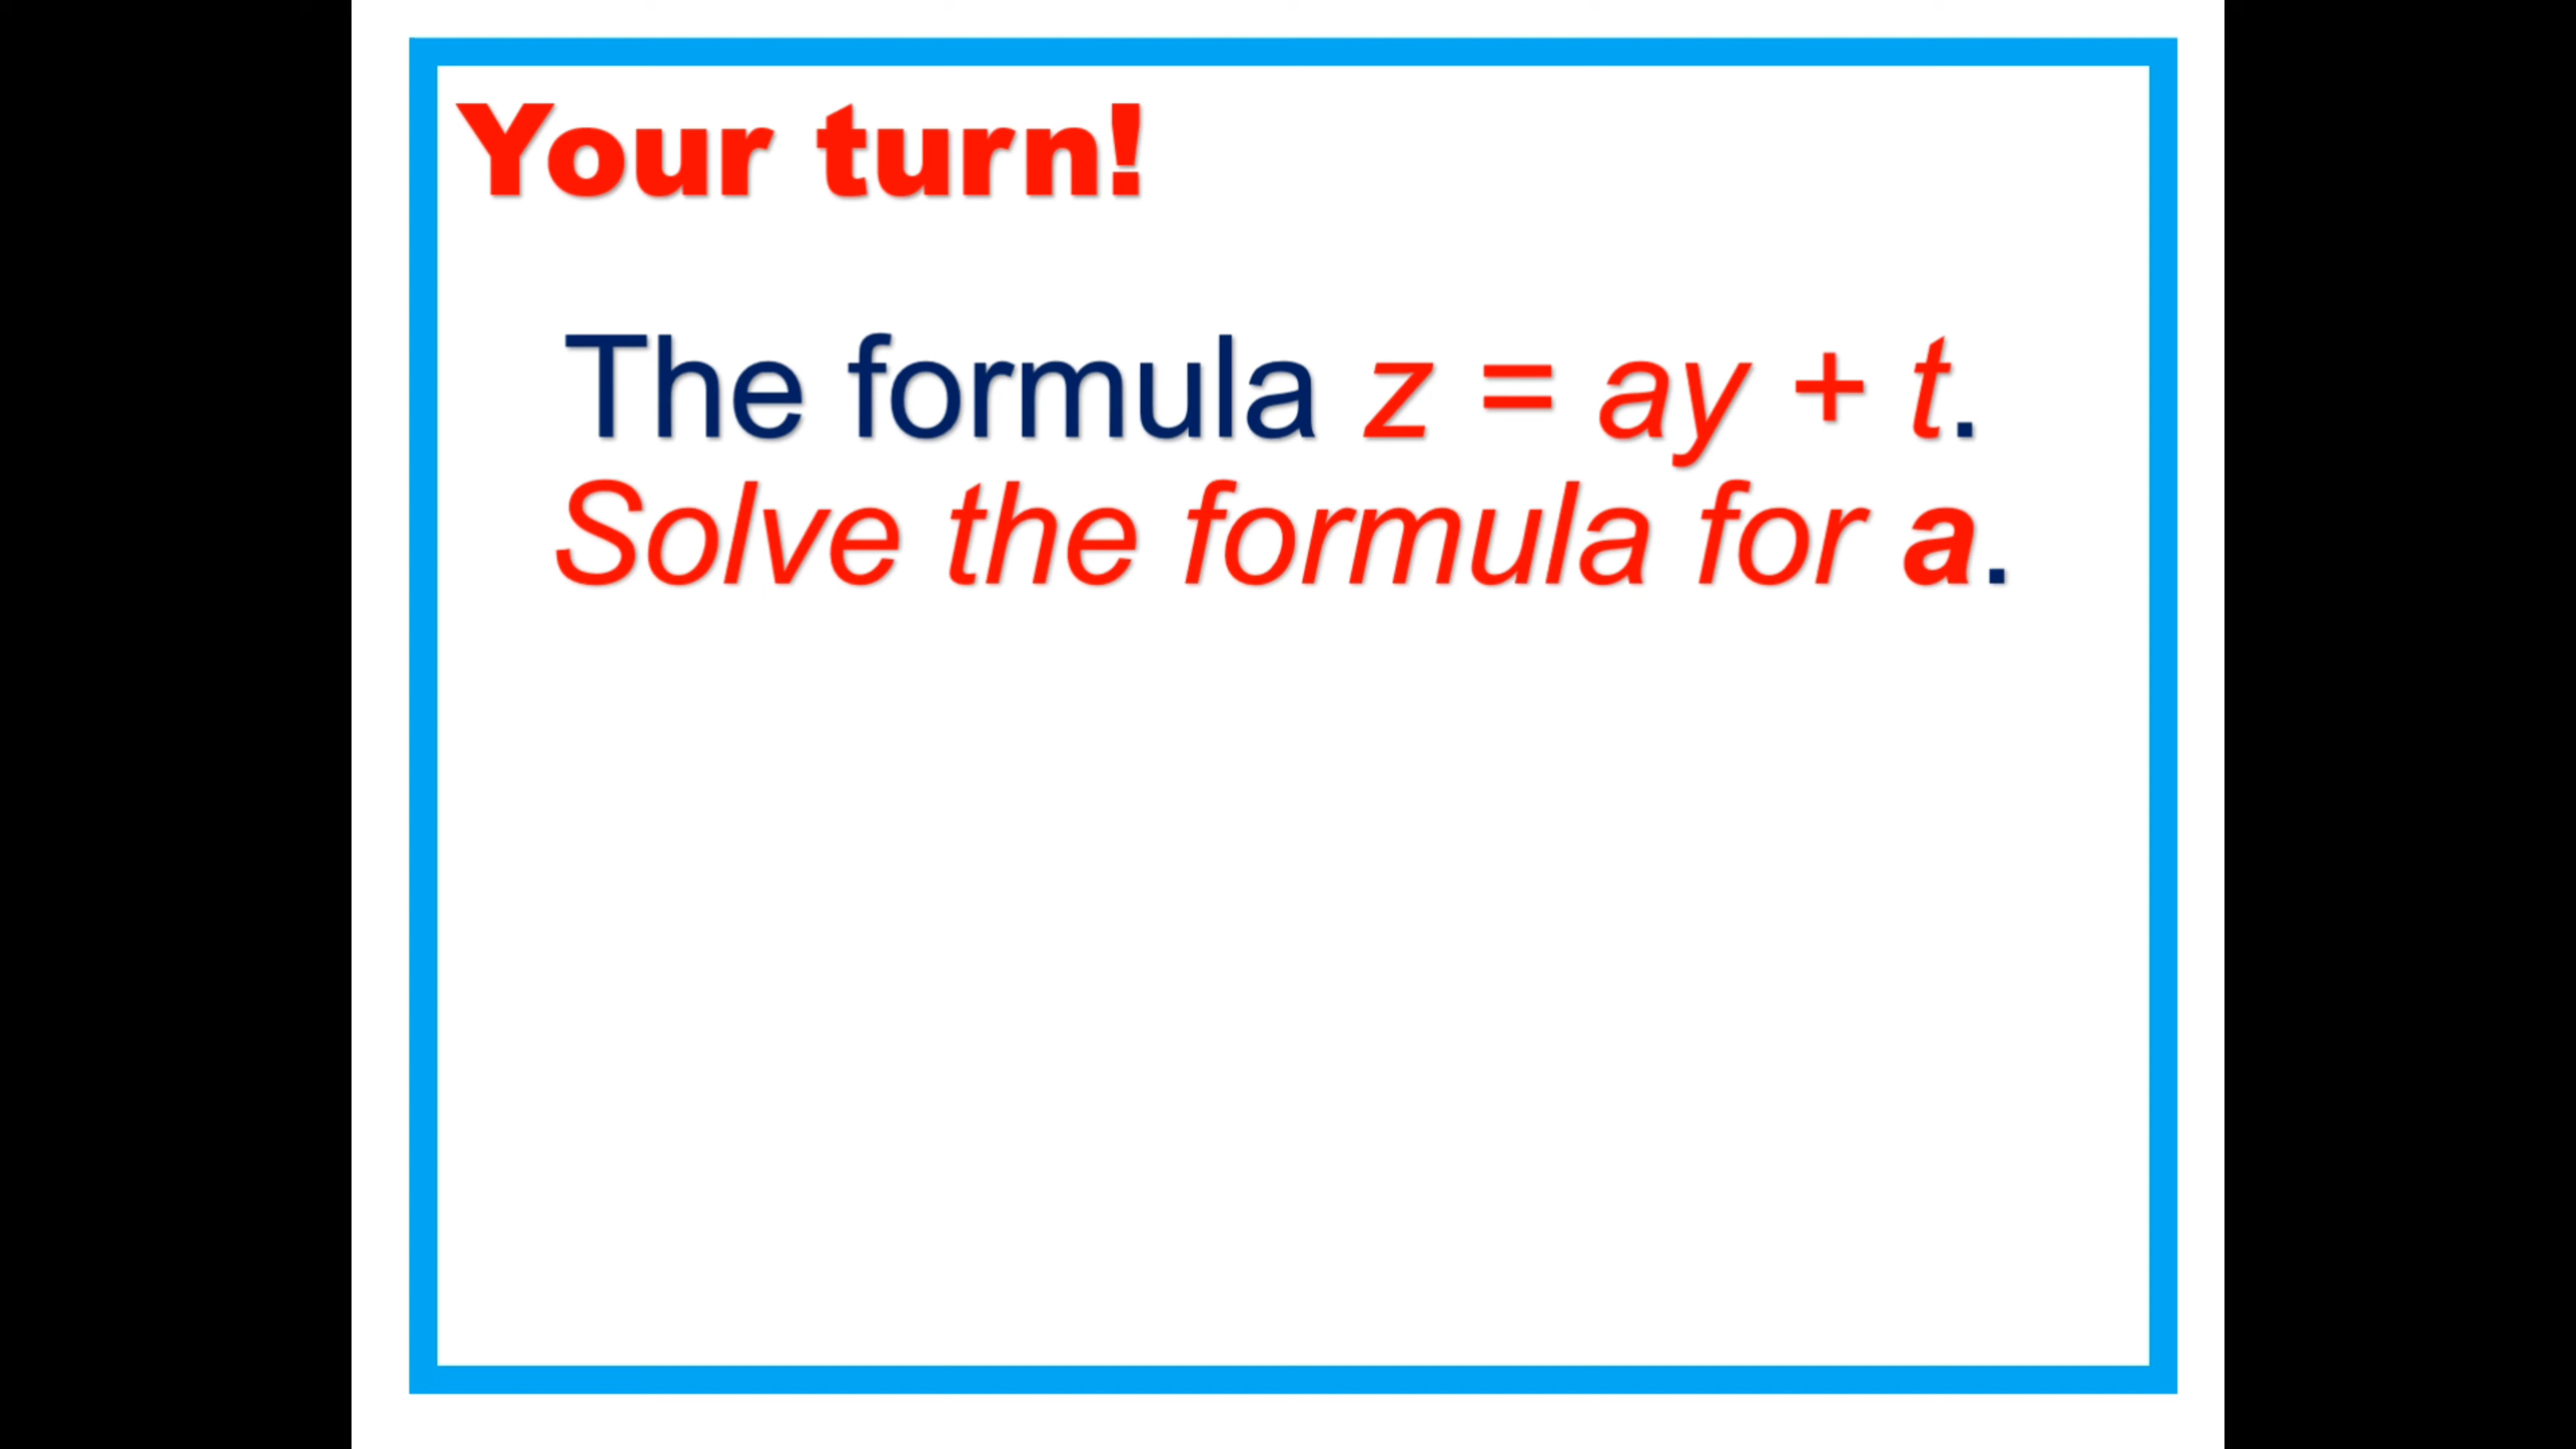 Your turn!
The formula z = ay + t.
Solve the formula for a.